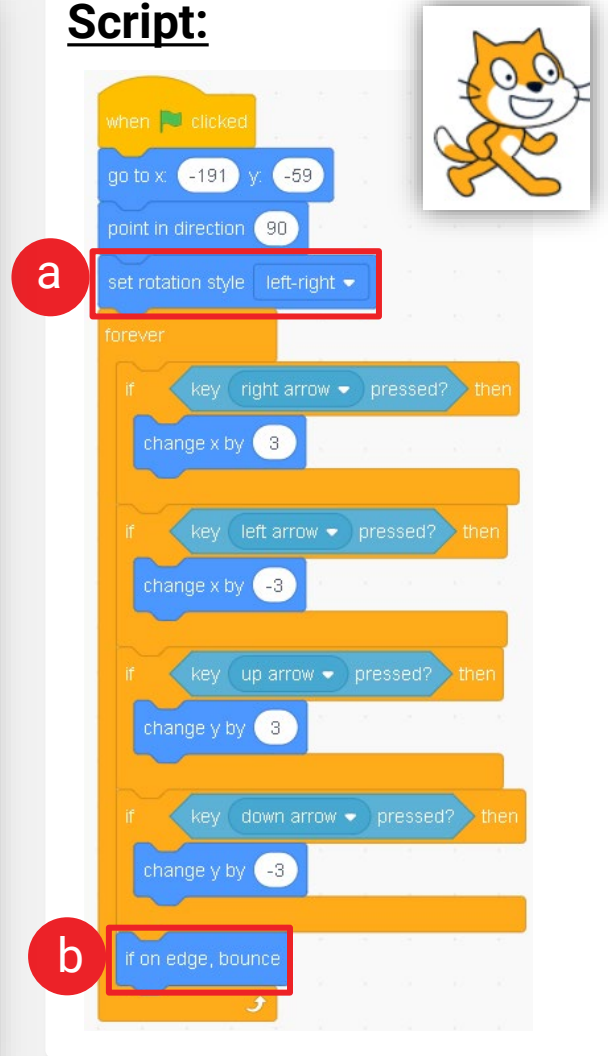 Script:
when clicked
go to x: -191 y: -59
point in direction 90
a
set rotation style left-right
forever
if key right arrow pressed? then
change x by 3
if key left arrow pressed? then
change x by -3
if key up arrow pressed? then
change y by 3
if key down arrow pressed? then
change y by -3
b
if on edge, bounce